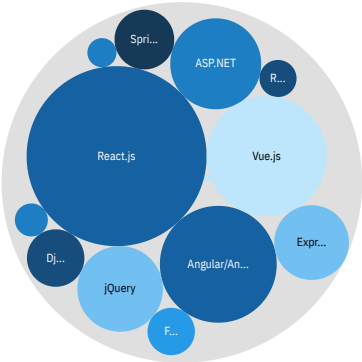 Spri...
ASP.NET
R...
React.js
Vue.js
Expr...
Dj...
Angular/An...
jQuery
F...